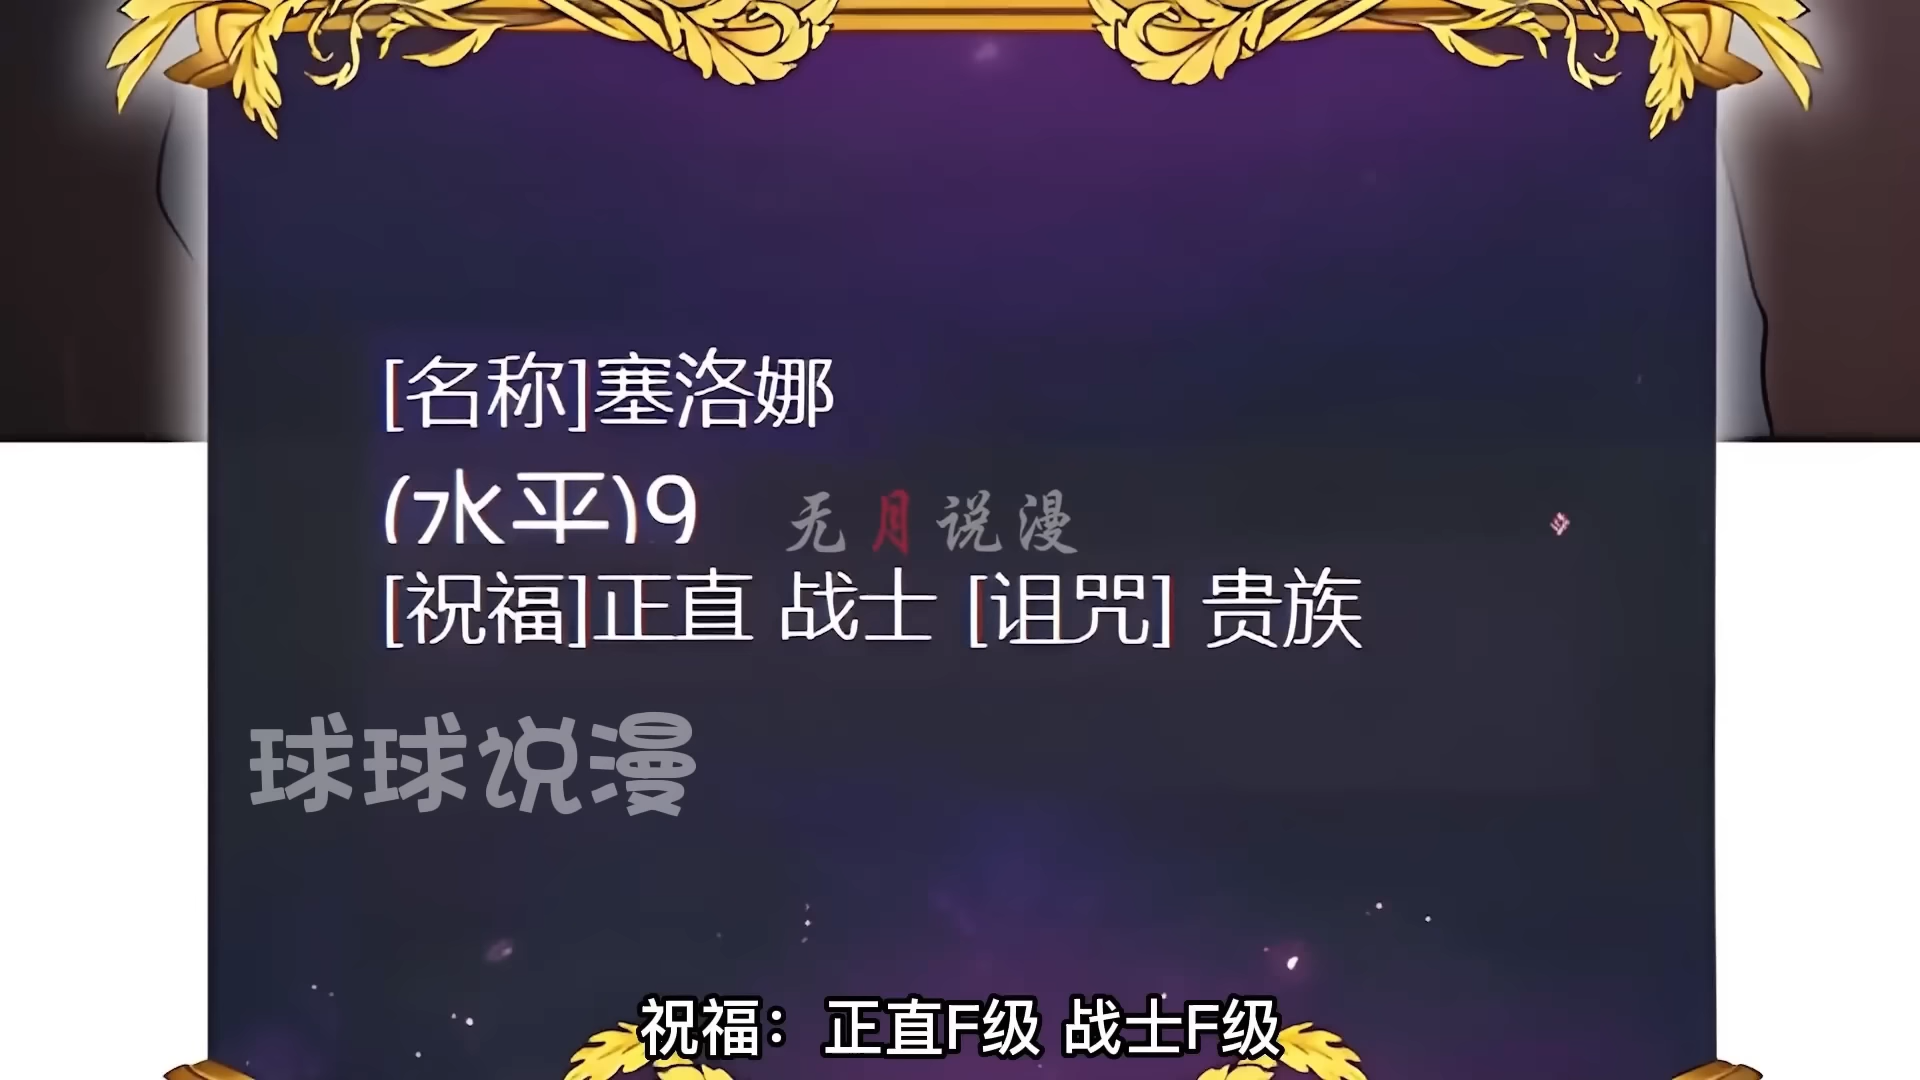 [名称]塞洛娜
(水平)9
无月说漫
[祝福]正直 战士 [诅咒] 贵族
球球说漫
祝福：正直F级 战士F级